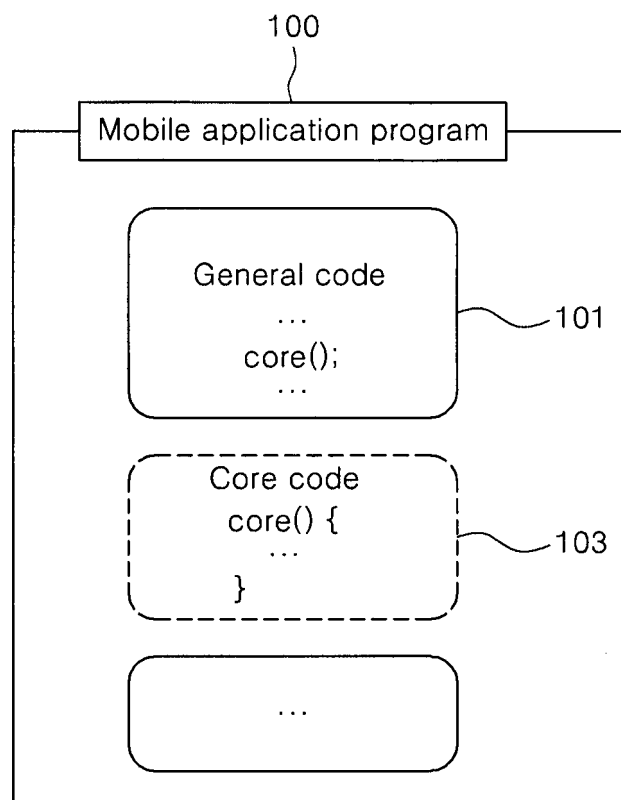 100
Mobile application program
General code
...
core();
...
101
Core code
core() {
...
}
103
...